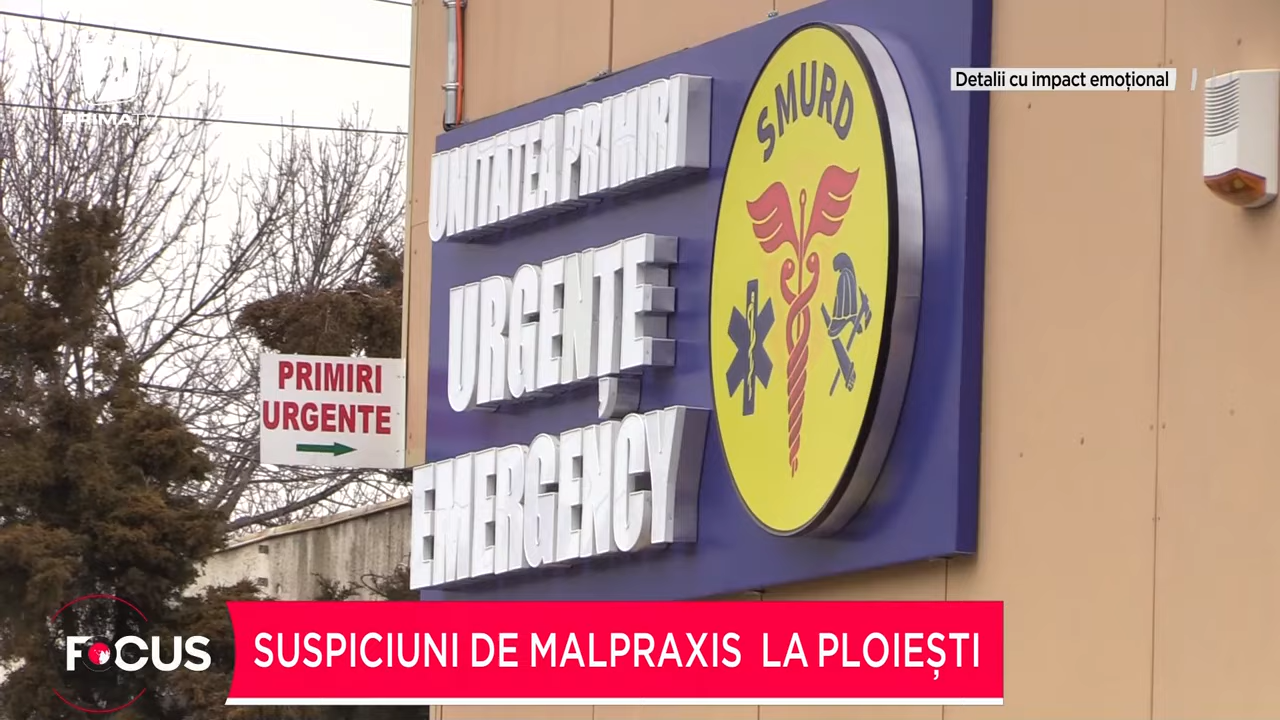 PRIMA TV
Detalii cu impact emoțional
SMURD
UNITATEA PRIMIRI
URGENȚE
EMERGENCY
PRIMIRI
URGENTE
FOCUS
SUSPICIUNI DE MALPRAXIS LA PLOIEȘTI